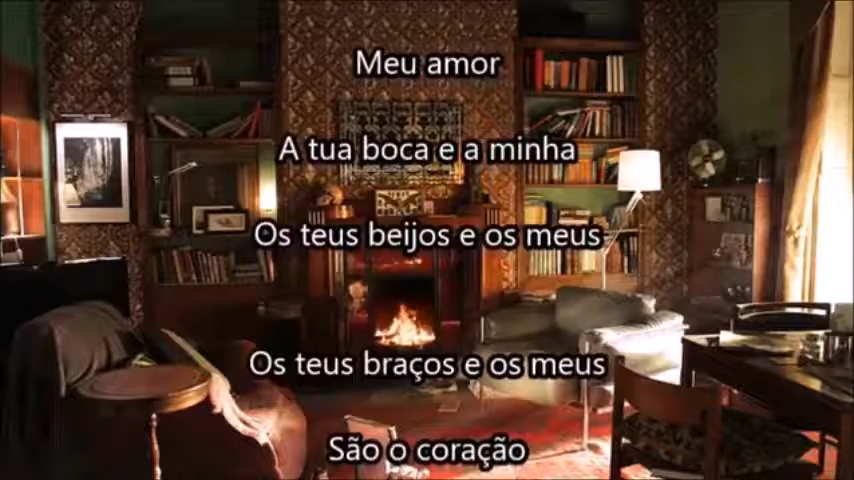 Meu amor
A tua boca e a minha
Os teus beijos e os meus
Os teus braços e os meus
São o coração